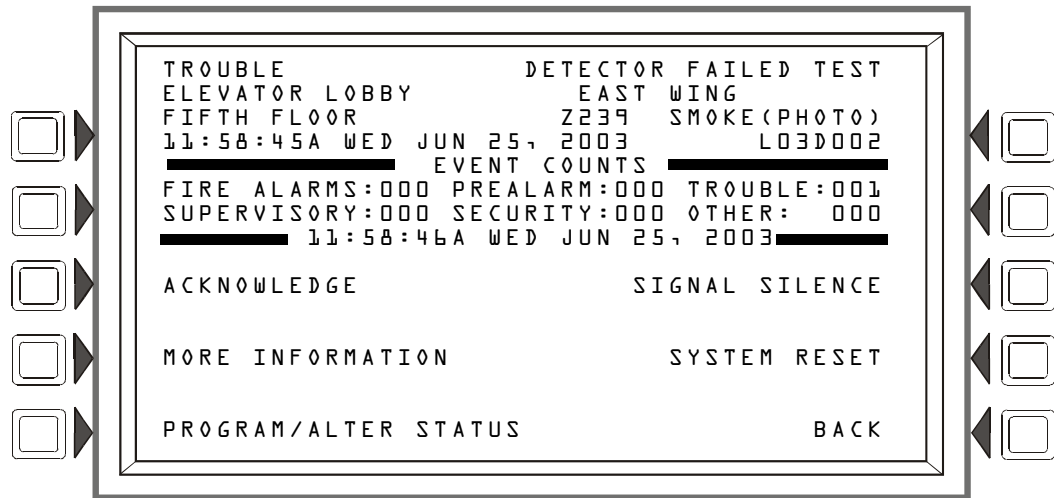 TROUBLE DETECTOR FAILED TEST
ELEVATOR LOBBY EAST WING
FIFTH FLOOR Z239 SMOKE(PHOTO)
11:58:45A WED JUN 25, 2003 L03D002
EVENT COUNTS
FIRE ALARMS:000 PREALARM:000 TROUBLE:001
SUPERVISORY:000 SECURITY:000 OTHER: 000
11:58:46A WED JUN 25, 2003
ACKNOWLEDGE SIGNAL SILENCE
MORE INFORMATION SYSTEM RESET
PROGRAM/ALTER STATUS BACK